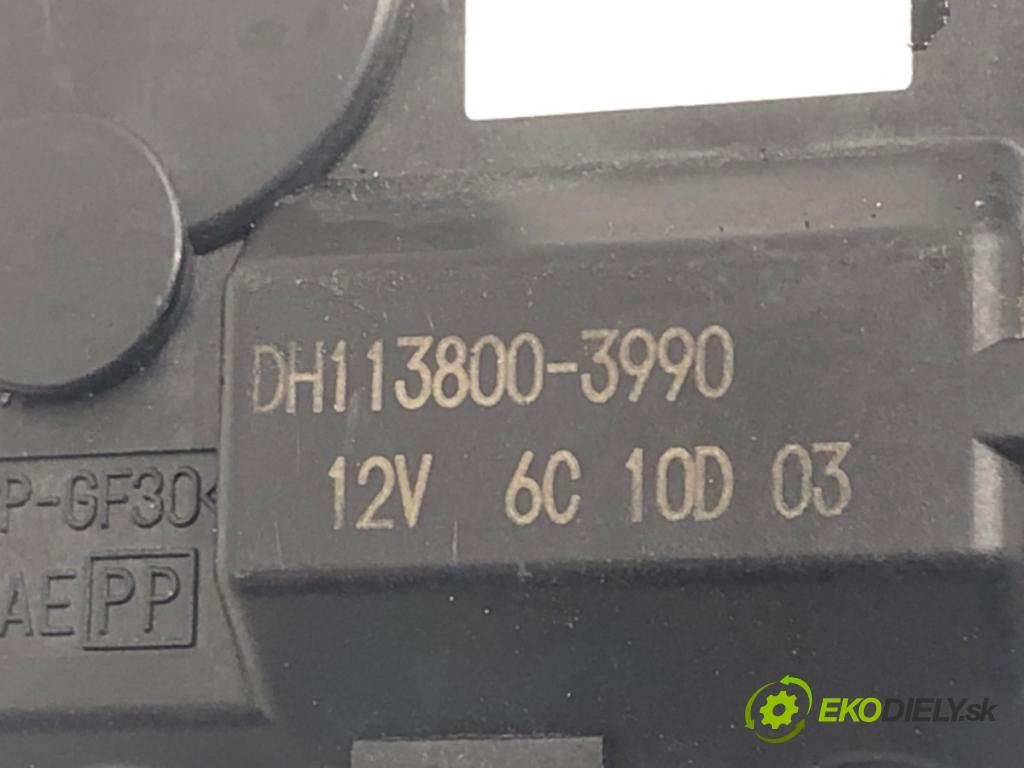 DH113800-3990
12V 6C 10D 03
P-GF30<
AE PP
EKODIELY.sk